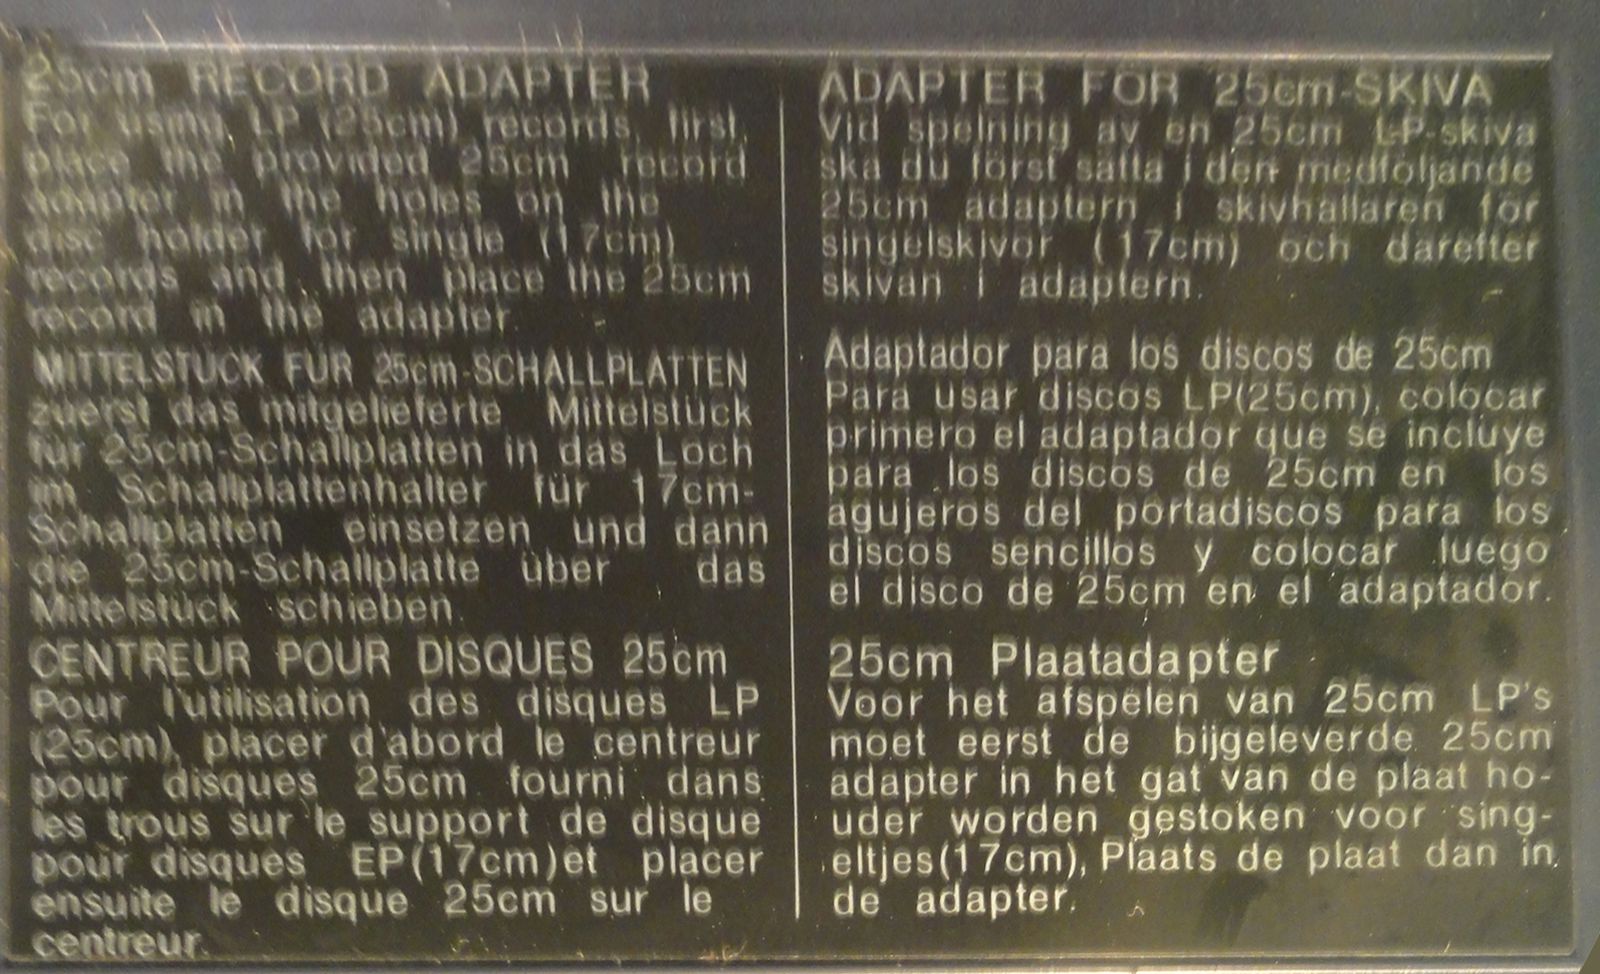 25cm RECORD ADAPTER
For using LP (25cm) records, first,
place the provided 25cm record
adaptor in the holes on the
disc holder for single (17cm)
records and then place the 25cm
record in the adapter
MITTELSTÜCK FÜR 25cm-SCHALLPLATTEN
zuerst das mitgelieferte Mittelstück
für 25cm-Schallplatten in das Loch
im Schallplattenhalter für 17cm-
Schallplatten einsetzen und dann
die 25cm-Schallplatte über das
Mittelstück schieben.
CENTREUR POUR DISQUES 25cm
Pour l'utilisation des disques LP
(25cm), placer d'abord le centreur
pour disques 25cm fourni dans
les trous sur le support de disque
pour disques EP(17cm)et placer
ensuite le disque 25cm sur le
centreur.
ADAPTER FÖR 25cm-SKIVA
Vid spelning av en 25cm LP-skiva
ska du först sätta i den medföljande
25cm adaptern i skivhållaren för
singelskivor (17cm) och därefter
skivan i adaptern.
Adaptador para los discos de 25cm
Para usar discos LP(25cm), colocar
primero el adaptador que se incluye
para los discos de 25cm en los
agujeros del portadiscos para los
discos sencillos y colocar luego
el disco de 25cm en el adaptador.
25cm Plaatadapter
Voor het afspelen van 25cm LP's
moet eerst de bijgeleverde 25cm
adapter in het gat van de plaat ho-
uder worden gestoken voor sing-
eltjes(17cm), Plaats de plaat dan in
de adapter.